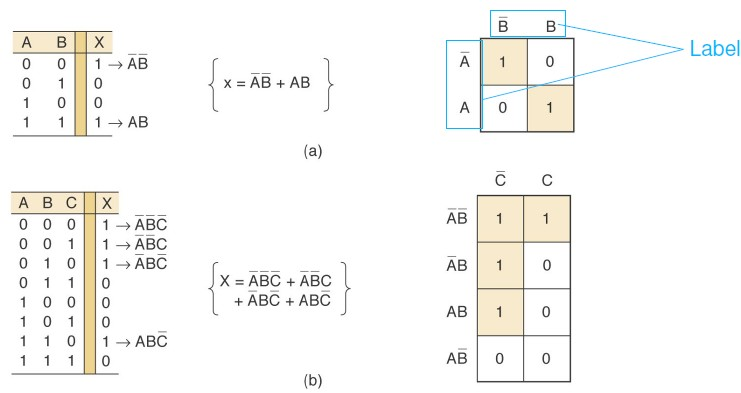 A B X
0 0 1 → A̅B̅
0 1 0
1 0 0
1 1 1 → AB
x = A̅B̅ + AB
B̅ B
A̅ 1 0
A 0 1
Label
(a)
A B C X
0 0 0 1 → A̅B̅C̅
0 0 1 1 → A̅B̅C
0 1 0 1 → A̅BC̅
0 1 1 0
1 0 0 0
1 0 1 0
1 1 0 1 → ABC̅
1 1 1 0
X = A̅B̅C̅ + A̅B̅C
+ A̅BC̅ + ABC̅
C̅ C
A̅B̅ 1 1
A̅B 1 0
AB 1 0
AB̅ 0 0
(b)